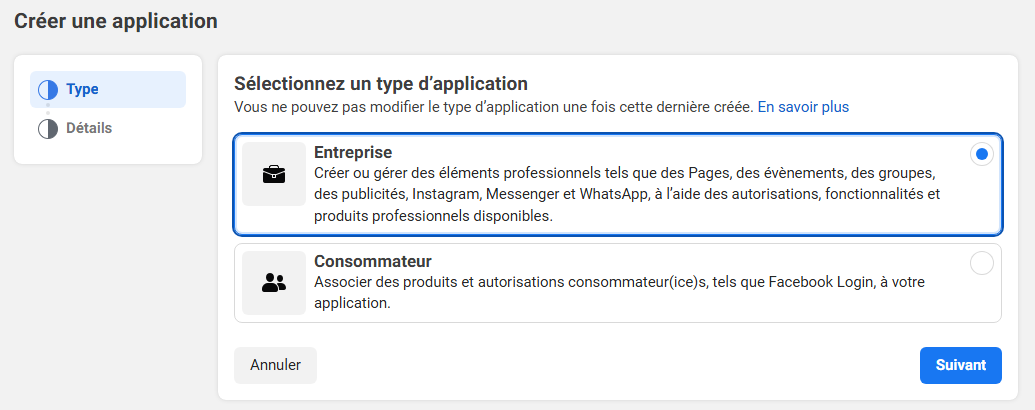 Créer une application
Type
Détails
Sélectionnez un type d’application
Vous ne pouvez pas modifier le type d’application une fois cette dernière créée. En savoir plus
Entreprise
Créer ou gérer des éléments professionnels tels que des Pages, des évènements, des groupes,
des publicités, Instagram, Messenger et WhatsApp, à l’aide des autorisations, fonctionnalités et
produits professionnels disponibles.
Consommateur
Associer des produits et autorisations consommateur(ice)s, tels que Facebook Login, à votre
application.
Annuler
Suivant